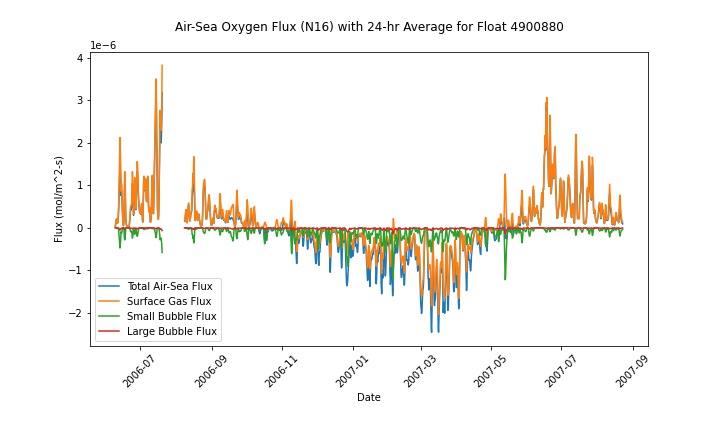 Air-Sea Oxygen Flux (N16) with 24-hr Average for Float 4900880
1e−6
4
3
2
1
0
−1
−2
Flux (mol/m^2-s)
Total Air-Sea Flux
Surface Gas Flux
Small Bubble Flux
Large Bubble Flux
2006-07
2006-09
2006-11
2007-01
2007-03
2007-05
2007-07
2007-09
Date